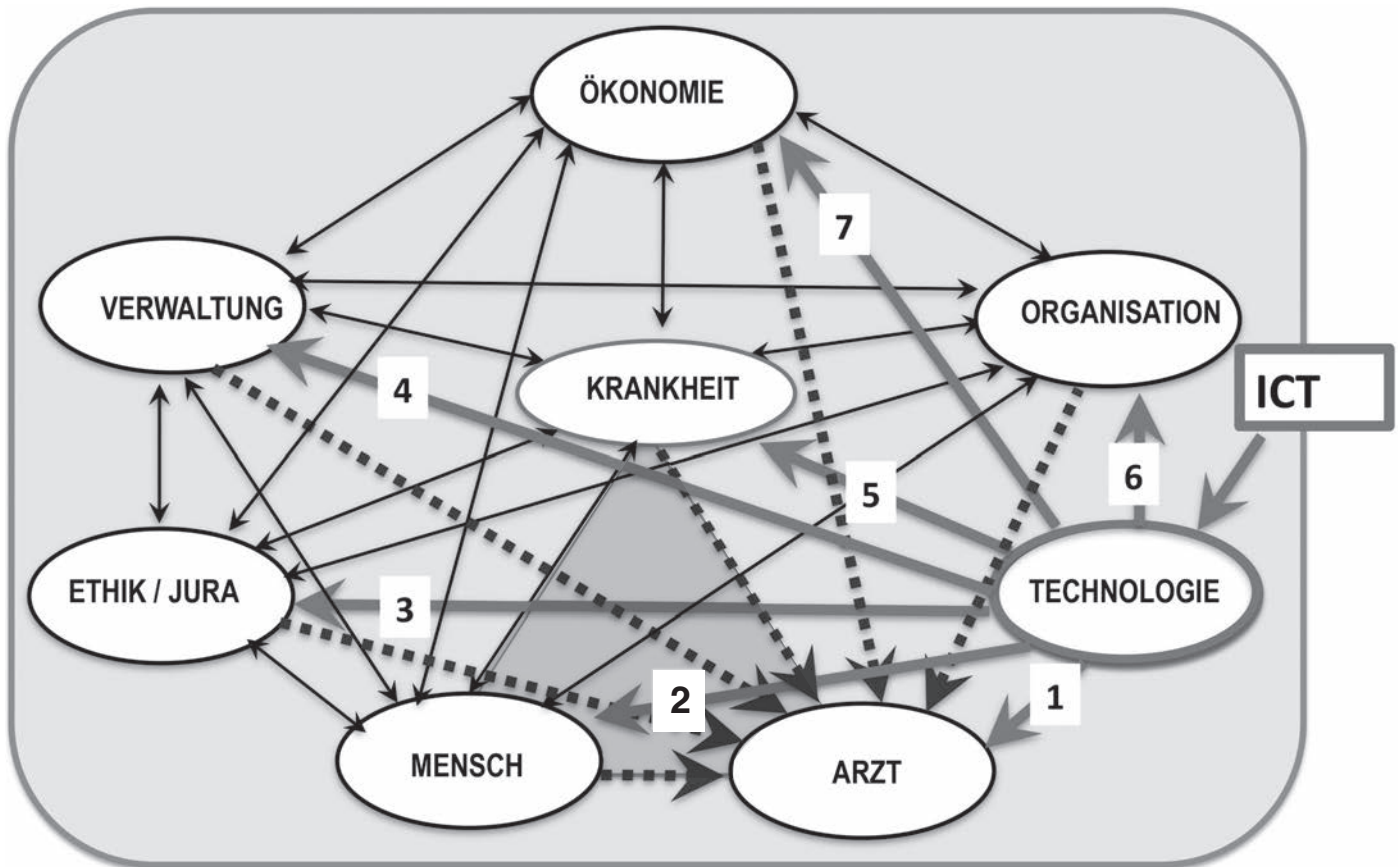 ÖKONOMIE
7
VERWALTUNG
ORGANISATION
4
KRANKHEIT
ICT
5
6
ETHIK / JURA
3
TECHNOLOGIE
2
1
MENSCH
ARZT